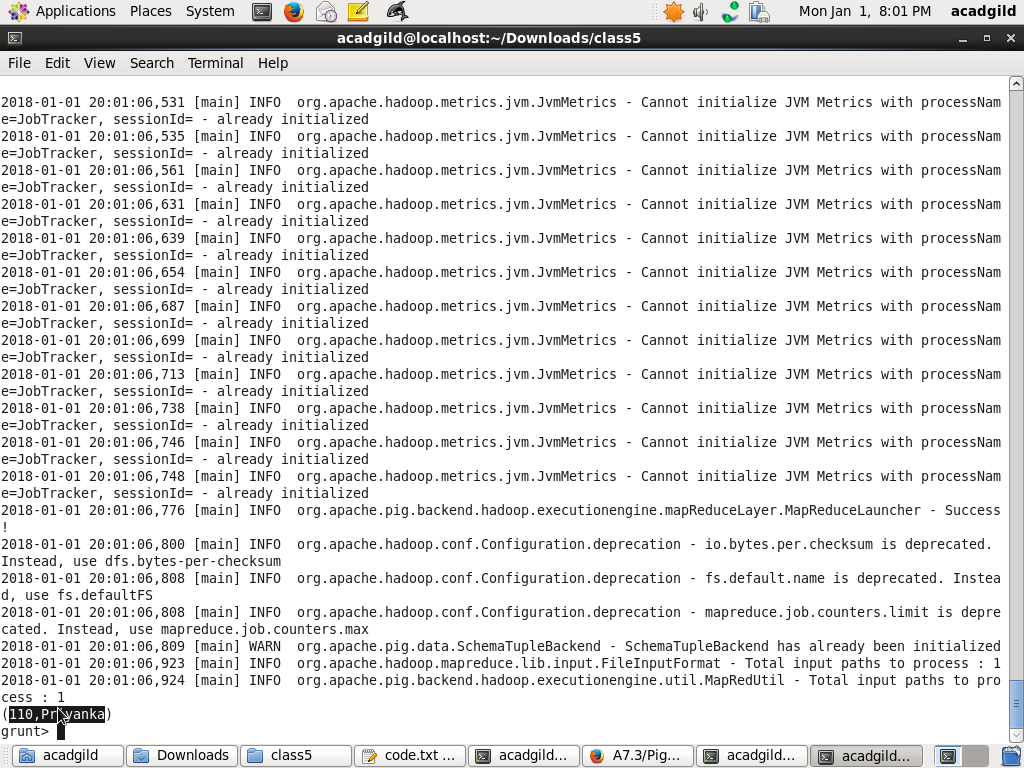 Applications Places System Mon Jan 1, 8:01 PM acadgild
acadgild@localhost:~/Downloads/class5
File Edit View Search Terminal Help
2018-01-01 20:01:06,531 [main] INFO  org.apache.hadoop.metrics.jvm.JvmMetrics - Cannot initialize JVM Metrics with processNam
e=JobTracker, sessionId= - already initialized
2018-01-01 20:01:06,535 [main] INFO  org.apache.hadoop.metrics.jvm.JvmMetrics - Cannot initialize JVM Metrics with processNam
e=JobTracker, sessionId= - already initialized
2018-01-01 20:01:06,561 [main] INFO  org.apache.hadoop.metrics.jvm.JvmMetrics - Cannot initialize JVM Metrics with processNam
e=JobTracker, sessionId= - already initialized
2018-01-01 20:01:06,631 [main] INFO  org.apache.hadoop.metrics.jvm.JvmMetrics - Cannot initialize JVM Metrics with processNam
e=JobTracker, sessionId= - already initialized
2018-01-01 20:01:06,639 [main] INFO  org.apache.hadoop.metrics.jvm.JvmMetrics - Cannot initialize JVM Metrics with processNam
e=JobTracker, sessionId= - already initialized
2018-01-01 20:01:06,654 [main] INFO  org.apache.hadoop.metrics.jvm.JvmMetrics - Cannot initialize JVM Metrics with processNam
e=JobTracker, sessionId= - already initialized
2018-01-01 20:01:06,687 [main] INFO  org.apache.hadoop.metrics.jvm.JvmMetrics - Cannot initialize JVM Metrics with processNam
e=JobTracker, sessionId= - already initialized
2018-01-01 20:01:06,699 [main] INFO  org.apache.hadoop.metrics.jvm.JvmMetrics - Cannot initialize JVM Metrics with processNam
e=JobTracker, sessionId= - already initialized
2018-01-01 20:01:06,713 [main] INFO  org.apache.hadoop.metrics.jvm.JvmMetrics - Cannot initialize JVM Metrics with processNam
e=JobTracker, sessionId= - already initialized
2018-01-01 20:01:06,738 [main] INFO  org.apache.hadoop.metrics.jvm.JvmMetrics - Cannot initialize JVM Metrics with processNam
e=JobTracker, sessionId= - already initialized
2018-01-01 20:01:06,746 [main] INFO  org.apache.hadoop.metrics.jvm.JvmMetrics - Cannot initialize JVM Metrics with processNam
e=JobTracker, sessionId= - already initialized
2018-01-01 20:01:06,748 [main] INFO  org.apache.hadoop.metrics.jvm.JvmMetrics - Cannot initialize JVM Metrics with processNam
e=JobTracker, sessionId= - already initialized
2018-01-01 20:01:06,776 [main] INFO  org.apache.pig.backend.hadoop.executionengine.mapReduceLayer.MapReduceLauncher - Success
!
2018-01-01 20:01:06,800 [main] INFO  org.apache.hadoop.conf.Configuration.deprecation - io.bytes.per.checksum is deprecated.
Instead, use dfs.bytes-per-checksum
2018-01-01 20:01:06,808 [main] INFO  org.apache.hadoop.conf.Configuration.deprecation - fs.default.name is deprecated. Instea
d, use fs.defaultFS
2018-01-01 20:01:06,808 [main] INFO  org.apache.hadoop.conf.Configuration.deprecation - mapreduce.job.counters.limit is depre
cated. Instead, use mapreduce.job.counters.max
2018-01-01 20:01:06,809 [main] WARN  org.apache.pig.data.SchemaTupleBackend - SchemaTupleBackend has already been initialized
2018-01-01 20:01:06,923 [main] INFO  org.apache.hadoop.mapreduce.lib.input.FileInputFormat - Total input paths to process : 1
2018-01-01 20:01:06,924 [main] INFO  org.apache.pig.backend.hadoop.executionengine.util.MapRedUtil - Total input paths to pro
cess : 1
(110,Priyanka)
grunt>
acadgild Downloads class5 code.txt ... acadgild... A7.3/Pig... acadgild... acadgild...